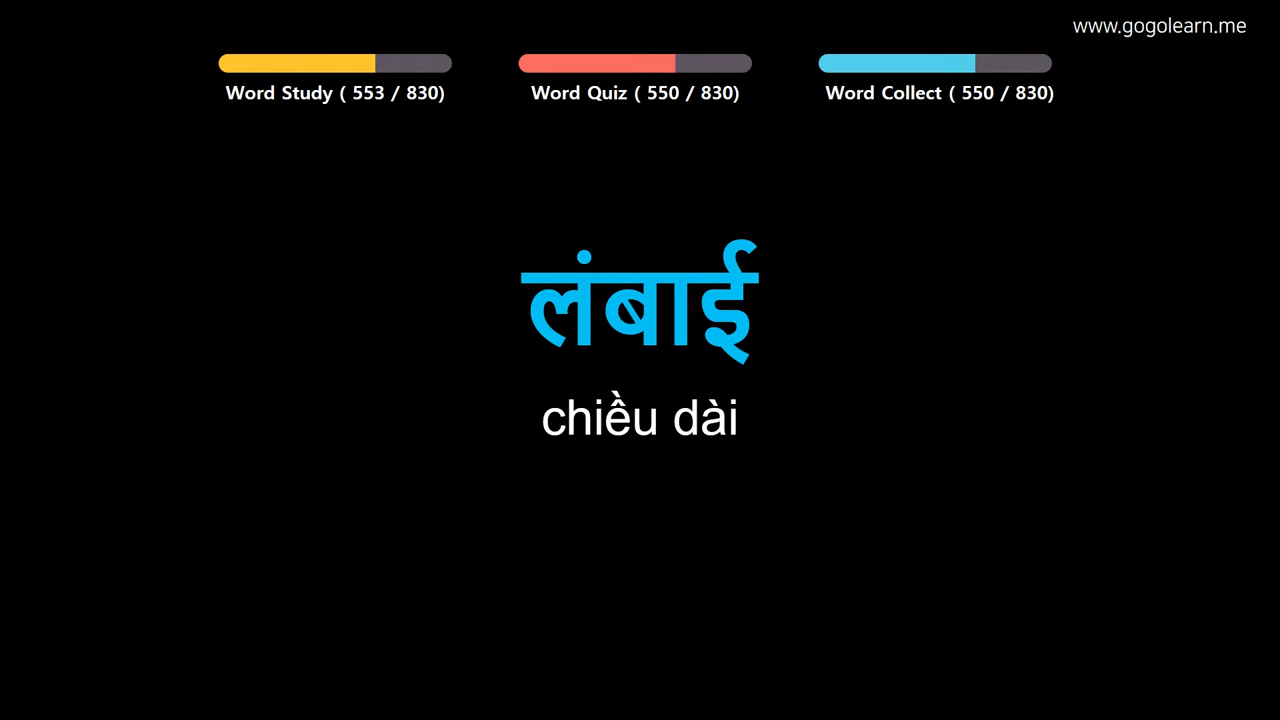 www.gogolearn.me
Word Study ( 553 / 830)
Word Quiz ( 550 / 830)
Word Collect ( 550 / 830)
लंबाई
chiều dài